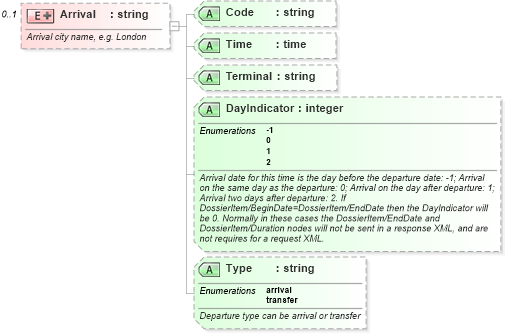 0..1
E Arrival : string
Arrival city name, e.g. London
A Code : string
A Time : time
A Terminal : string
A DayIndicator : integer
Enumerations -1
0
1
2
Arrival date for this time is the day before the departure date: -1; Arrival
on the same day as the departure: 0; Arrival on the day after departure: 1;
Arrival two days after departure: 2. If
DossierItem/BeginDate=DossierItem/EndDate then the DayIndicator will
be 0. Normally in these cases the DossierItem/EndDate and
DossierItem/Duration nodes will not be sent in a response XML, and are
not requires for a request XML.
A Type : string
Enumerations arrival
transfer
Departure type can be arrival or transfer